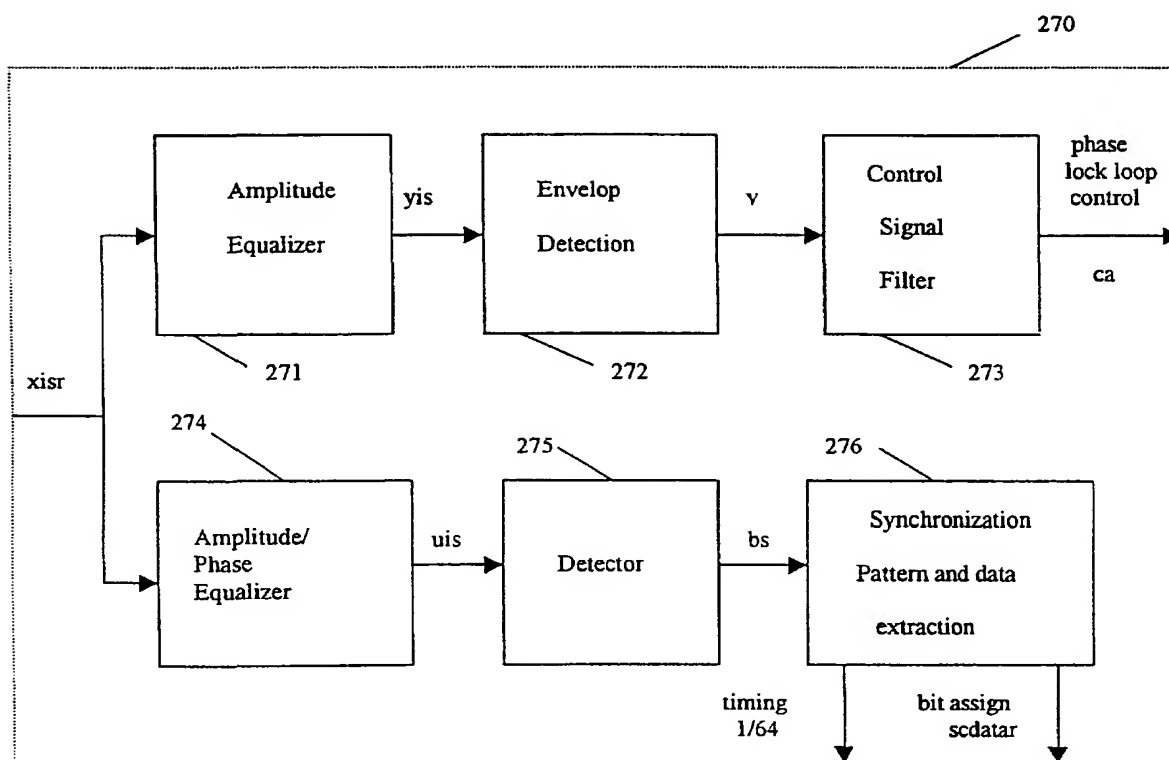 270
Amplitude
Equalizer
yis
Envelop
Detection
v
Control
Signal
Filter
phase
lock loop
control
ca
271
272
273
xisr
274
275
276
Amplitude/
Phase
Equalizer
uis
Detector
bs
Synchronization
Pattern and data
extraction
timing
1/64
bit assign
scdatar